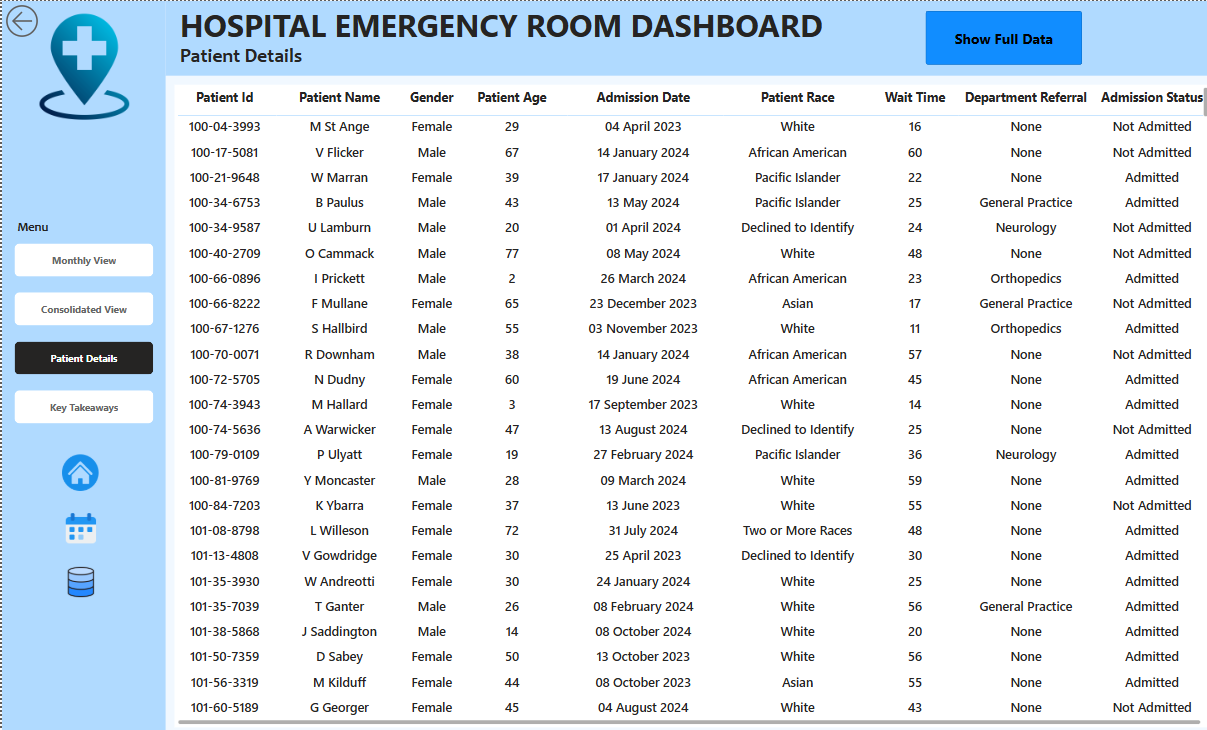 HOSPITAL EMERGENCY ROOM DASHBOARD
Patient Details
Show Full Data
Menu
Monthly View
Consolidated View
Patient Details
Key Takeaways
Patient Id Patient Name Gender Patient Age Admission Date Patient Race Wait Time Department Referral Admission Status
100-04-3993 M St Ange Female 29 04 April 2023 White 16 None Not Admitted
100-17-5081 V Flicker Male 67 14 January 2024 African American 60 None Not Admitted
100-21-9648 W Marran Female 39 17 January 2024 Pacific Islander 22 None Admitted
100-34-6753 B Paulus Male 43 13 May 2024 Pacific Islander 25 General Practice Admitted
100-34-9587 U Lamburn Male 20 01 April 2024 Declined to Identify 24 Neurology Not Admitted
100-40-2709 O Cammack Male 77 08 May 2024 White 48 None Not Admitted
100-66-0896 I Prickett Male 2 26 March 2024 African American 23 Orthopedics Admitted
100-66-8222 F Mullane Female 65 23 December 2023 Asian 17 General Practice Not Admitted
100-67-1276 S Hallbird Male 55 03 November 2023 White 11 Orthopedics Admitted
100-70-0071 R Downham Male 38 14 January 2024 African American 57 None Not Admitted
100-72-5705 N Dudny Female 60 19 June 2024 African American 45 None Admitted
100-74-3943 M Hallard Female 3 17 September 2023 White 14 None Admitted
100-74-5636 A Warwicker Female 47 13 August 2024 Declined to Identify 25 None Not Admitted
100-79-0109 P Ulyatt Female 19 27 February 2024 Pacific Islander 36 Neurology Admitted
100-81-9769 Y Moncaster Male 28 09 March 2024 White 59 None Admitted
100-84-7203 K Ybarra Female 37 13 June 2023 White 55 None Not Admitted
101-08-8798 L Willeson Female 72 31 July 2024 Two or More Races 48 None Admitted
101-13-4808 V Gowdridge Female 30 25 April 2023 Declined to Identify 30 None Admitted
101-35-3930 W Andreotti Female 30 24 January 2024 White 25 None Admitted
101-35-7039 T Ganter Male 26 08 February 2024 White 56 General Practice Admitted
101-38-5868 J Saddington Male 14 08 October 2024 White 20 None Admitted
101-50-7359 D Sabey Female 50 13 October 2023 White 56 None Admitted
101-56-3319 M Kilduff Female 44 08 October 2023 Asian 55 None Admitted
101-60-5189 G Georger Female 45 04 August 2024 White 43 None Not Admitted